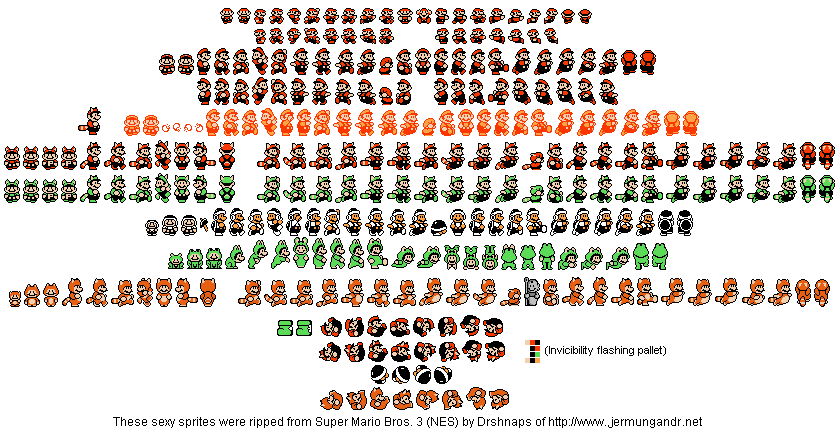 (Invicibility flashing pallet)
These sexy sprites were ripped from Super Mario Bros. 3 (NES) by Drshnaps of http://www.jermungandr.net